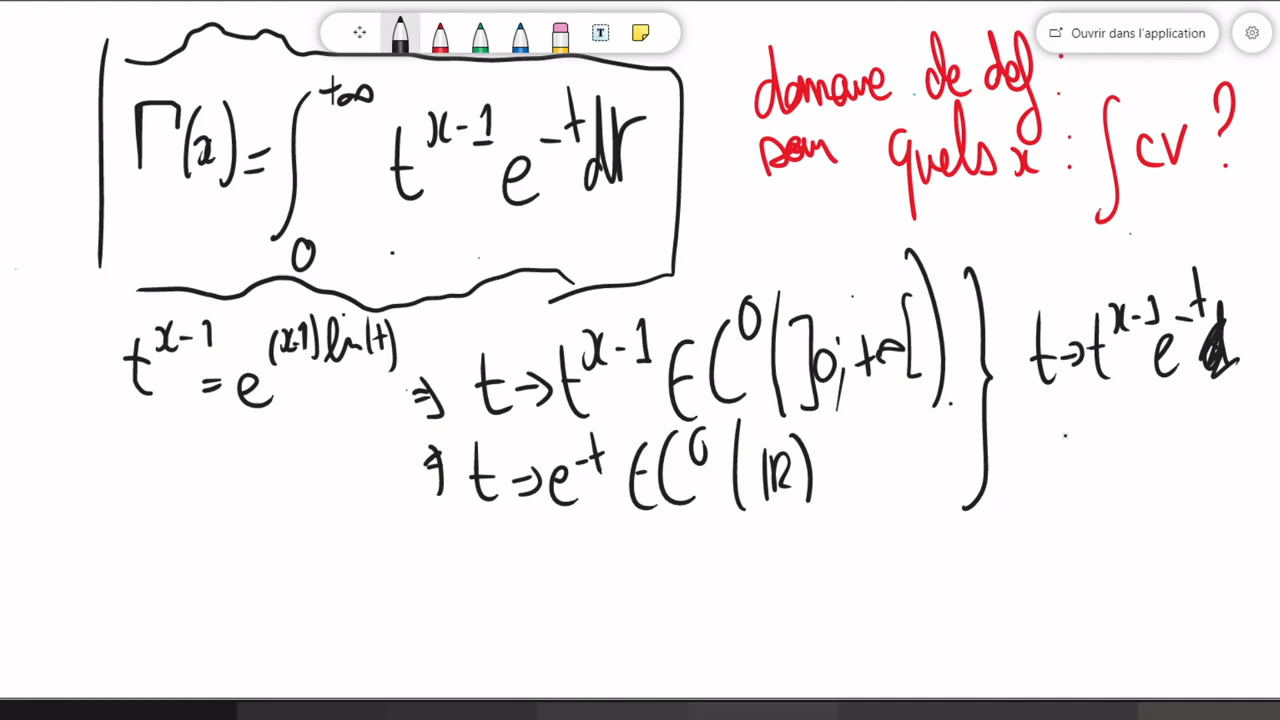 Ouvrir dans l'application
T
Γ(x) = ∫₀^{+∞} t^{x-1} e^{-t} dt
domaine de def :
quels x : ∫ CV ?
t^{x-1} = e^{(x-1) ln(t)} ⇒ t → t^{x-1} ∈ C⁰(]0; +∞[) } t → t^{x-1} e^{-t}
t → e^{-t} ∈ C⁰(ℝ)